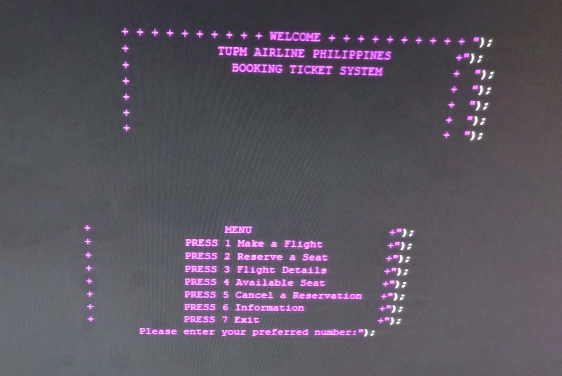 + + + + + + + + + + WELCOME + + + + + + + + + + ");
+ TUPM AIRLINE PHILIPPINES +");
+ BOOKING TICKET SYSTEM + ");
+ + ");
+ + ");
+ + ");
+ + ");
+ MENU +");
+ PRESS 1 Make a Flight +");
+ PRESS 2 Reserve a Seat +");
+ PRESS 3 Flight Details +");
+ PRESS 4 Available Seat +");
+ PRESS 5 Cancel a Reservation +");
+ PRESS 6 Information +");
+ PRESS 7 Exit +");
Please enter your preferred number:");